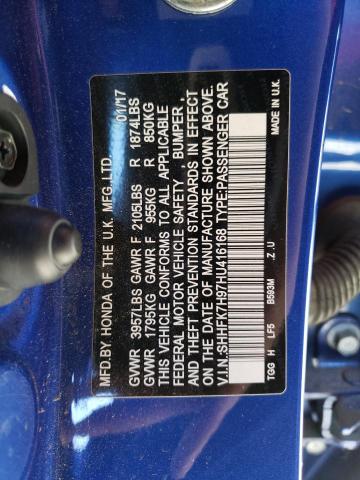 MFD.BY HONDA OF THE U.K. MFG.LTD. 01/17
GVWR 3957LBS GAWR F 2105LBS R 1874LBS
GVWR 1795KG GAWR F 955KG R 850KG
THIS VEHICLE CONFORMS TO ALL APPLICABLE
FEDERAL MOTOR VEHICLE SAFETY, BUMPER,
AND THEFT PREVENTION STANDARDS IN EFFECT
ON THE DATE OF MANUFACTURE SHOWN ABOVE.
V.I.N.:SHHFK7H97HU416168 TYPE:PASSENGER CAR
TGG H LF5 B593M .Z .U MADE IN U.K.